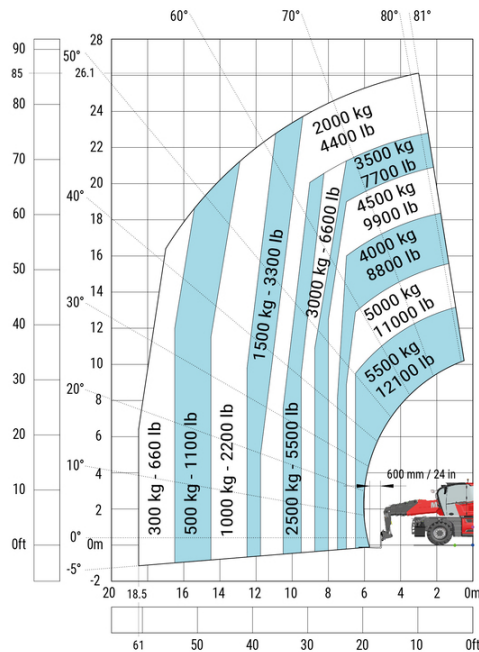 60°
70°
80°
81°
90
28
50°
85
26.1
80
24
2000 kg
4400 lb
70
22
3500 kg
7700 lb
40°
20
4500 kg
9900 lb
60
18
4000 kg
8800 lb
50
16
3000 kg - 6600 lb
1500 kg - 3300 lb
30°
14
40
12
5000 kg
11000 lb
10
30
20°
8
5500 kg
12100 lb
300 kg - 660 lb
500 kg - 1100 lb
1000 kg - 2200 lb
2500 kg - 5500 lb
20
6
10°
4
600 mm / 24 in
10
2
0ft
0°
0m
-5°
-2
20
18.5
16
14
12
10
8
6
4
2
0m
61
50
40
30
20
10
0ft